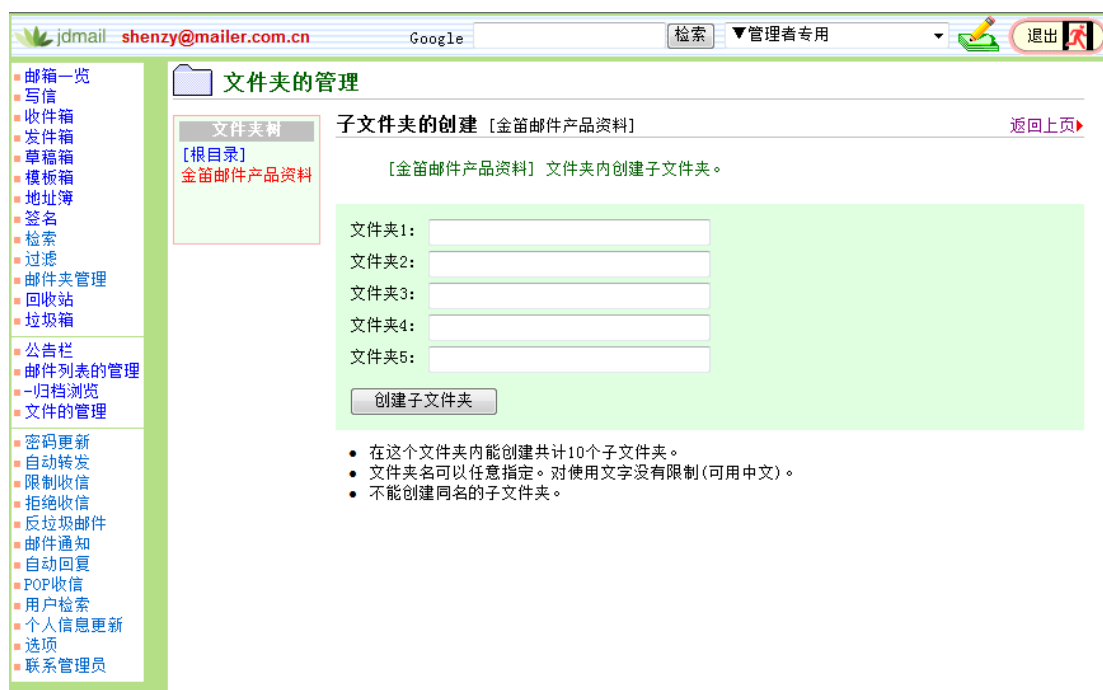 jdmail shenzy@mailer.com.cn Google 检索 ▼管理者专用 退出
邮箱一览
写信
收件箱
发件箱
草稿箱
模板箱
地址簿
签名
检索
过滤
邮件夹管理
回收站
垃圾箱
公告栏
邮件列表的管理
-归档浏览
文件的管理
密码更新
自动转发
限制收信
拒绝收信
反垃圾邮件
邮件通知
自动回复
POP收信
用户检索
个人信息更新
选项
联系管理员
文件夹的管理
文件夹树
[根目录]
金笛邮件产品资料
子文件夹的创建 [金笛邮件产品资料] 返回上页
[金笛邮件产品资料] 文件夹内创建子文件夹。
文件夹1:
文件夹2:
文件夹3:
文件夹4:
文件夹5:
创建子文件夹
● 在这个文件夹内能创建共计10个子文件夹。
● 文件夹名可以任意指定。对使用文字没有限制(可用中文)。
● 不能创建同名的子文件夹。